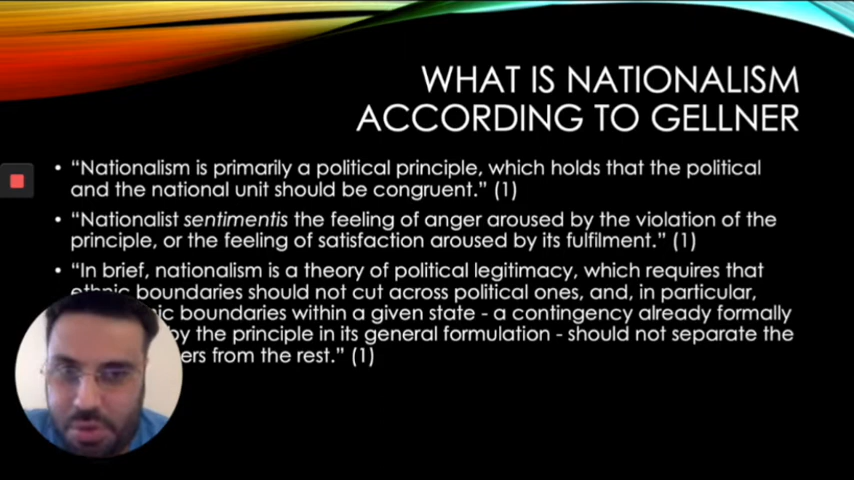 WHAT IS NATIONALISM
ACCORDING TO GELLNER
• “Nationalism is primarily a political principle, which holds that the political
and the national unit should be congruent.” (1)
• “Nationalist sentimentis the feeling of anger aroused by the violation of the
principle, or the feeling of satisfaction aroused by its fulfilment.” (1)
• “In brief, nationalism is a theory of political legitimacy, which requires that
ethnic boundaries should not cut across political ones, and, in particular,
boundaries within a given state - a contingency already formally
by the principle in its general formulation - should not separate the
from the rest.” (1)